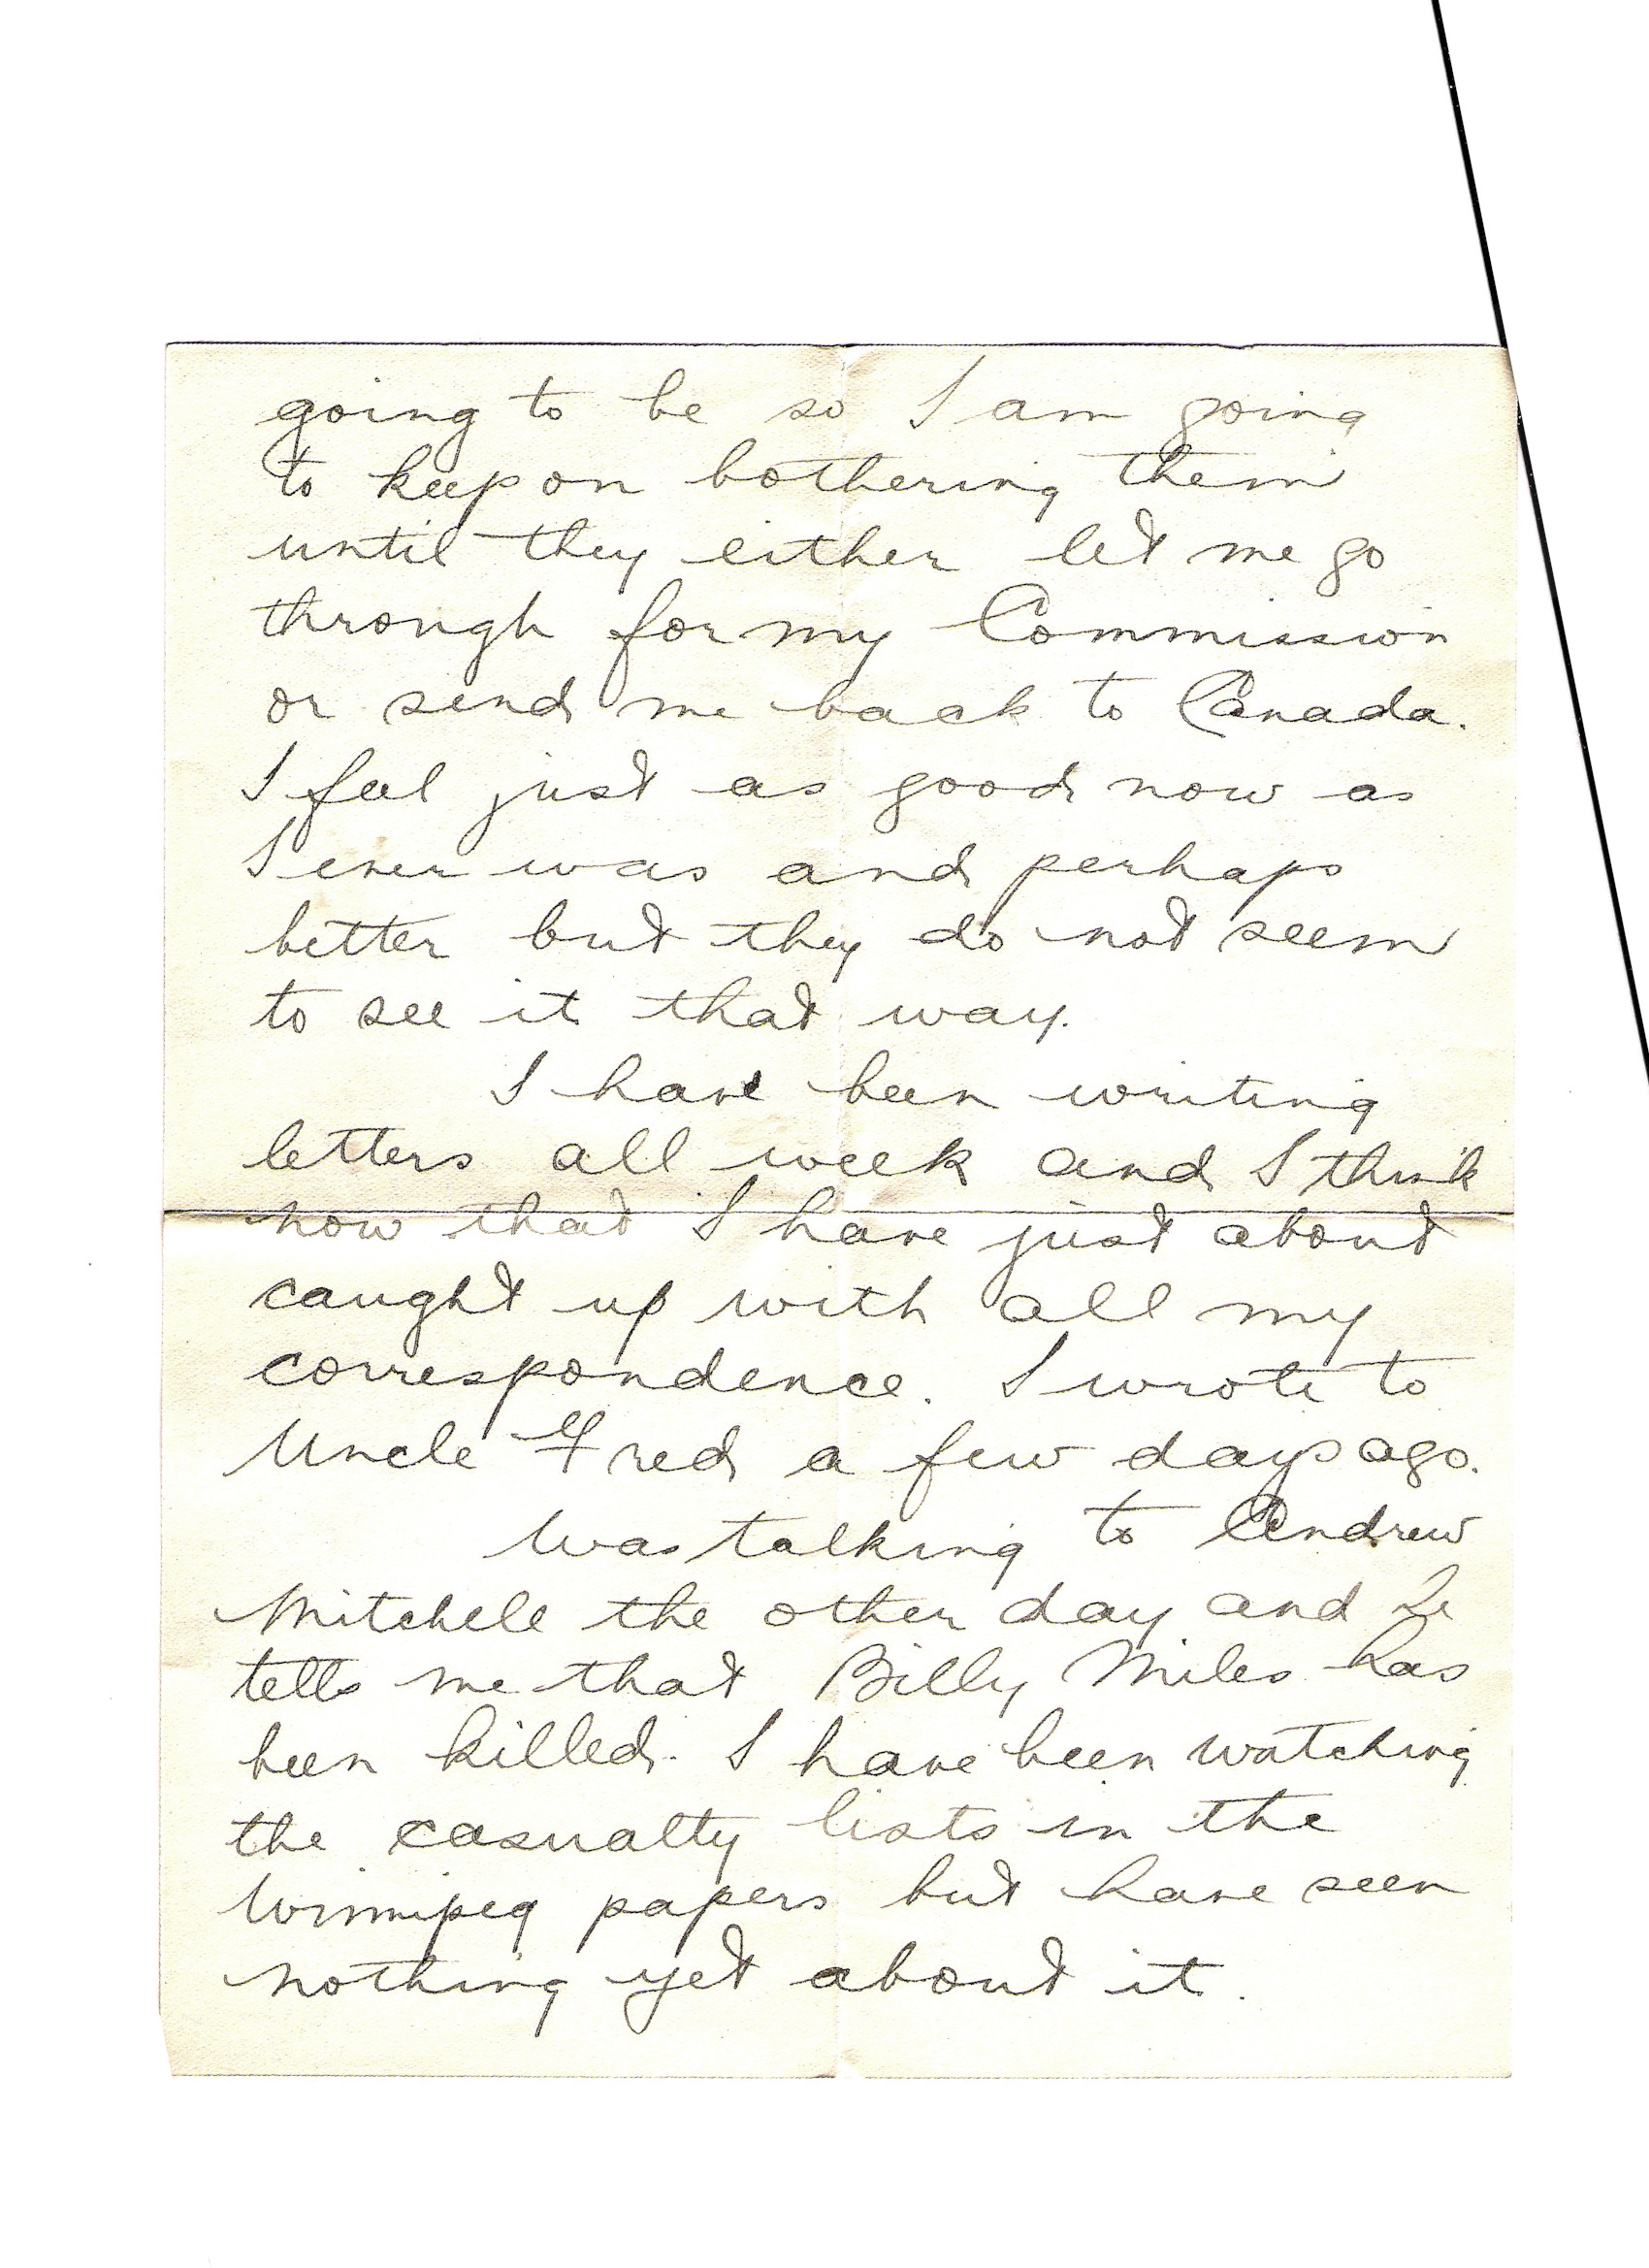 going to be so I am going
to keep on bothering them
until they either let me go
through for my Commission
or send me back to Canada.
I feel just as good now as
I ever was and perhaps
better but they do not seem
to see it that way.
I have been writing
letters all week and I think
now that I have just about
caught up with all my
correspondence. I wrote to
Uncle Fred a few days ago.
Was talking to Andrew
Mitchell the other day and he
tells me that Billy Miles has
been killed. I have been watching
the casualty lists in the
Winnipeg papers but have seen
nothing yet about it.